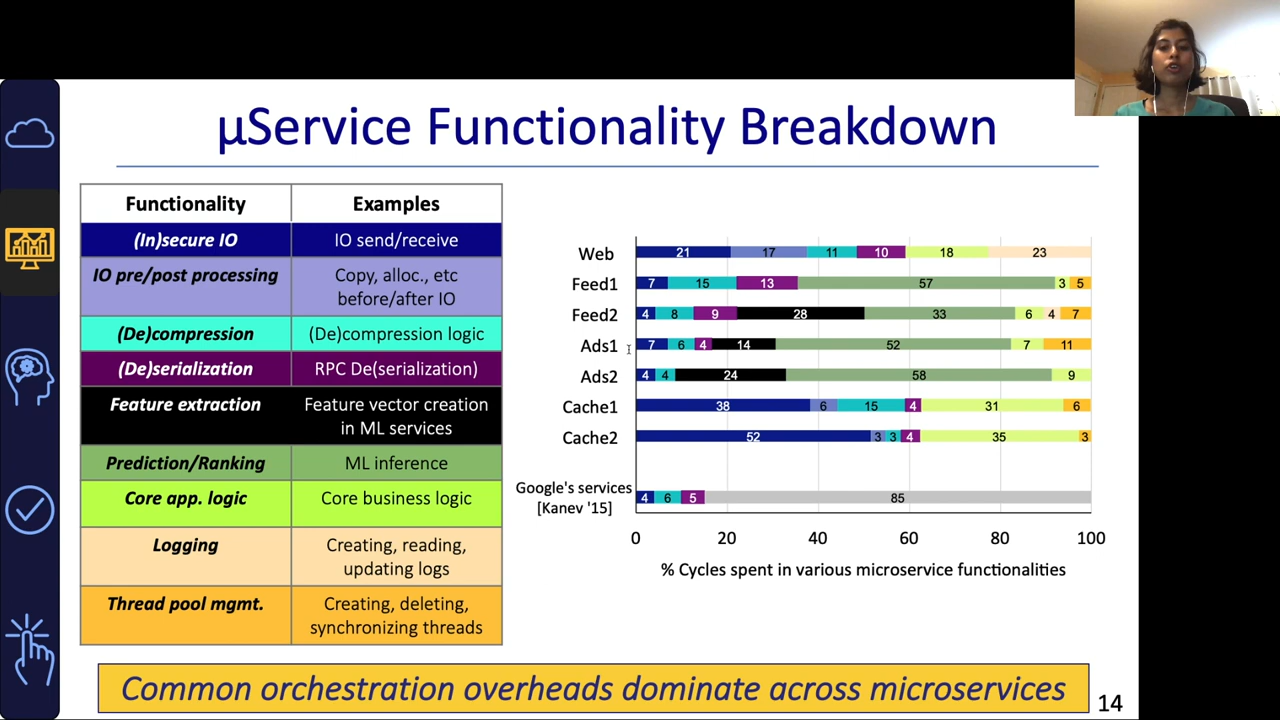 µService Functionality Breakdown
Functionality Examples
(In)secure IO IO send/receive
IO pre/post processing Copy, alloc., etc
before/after IO
(De)compression (De)compression logic
(De)serialization RPC De(serialization)
Feature extraction Feature vector creation
in ML services
Prediction/Ranking ML inference
Core app. logic Core business logic
Logging Creating, reading,
updating logs
Thread pool mgmt. Creating, deleting,
synchronizing threads
Web 21 17 11 10 18 23
Feed1 7 15 13 57 3 5
Feed2 4 8 9 28 33 6 4 7
Ads1 7 6 4 14 52 7 11
Ads2 4 4 24 58 9
Cache1 38 6 15 4 31 6
Cache2 52 3 3 4 35 3
Google's services 4 6 5 85
[Kanev '15]
0 20 40 60 80 100
% Cycles spent in various microservice functionalities
Common orchestration overheads dominate across microservices
14